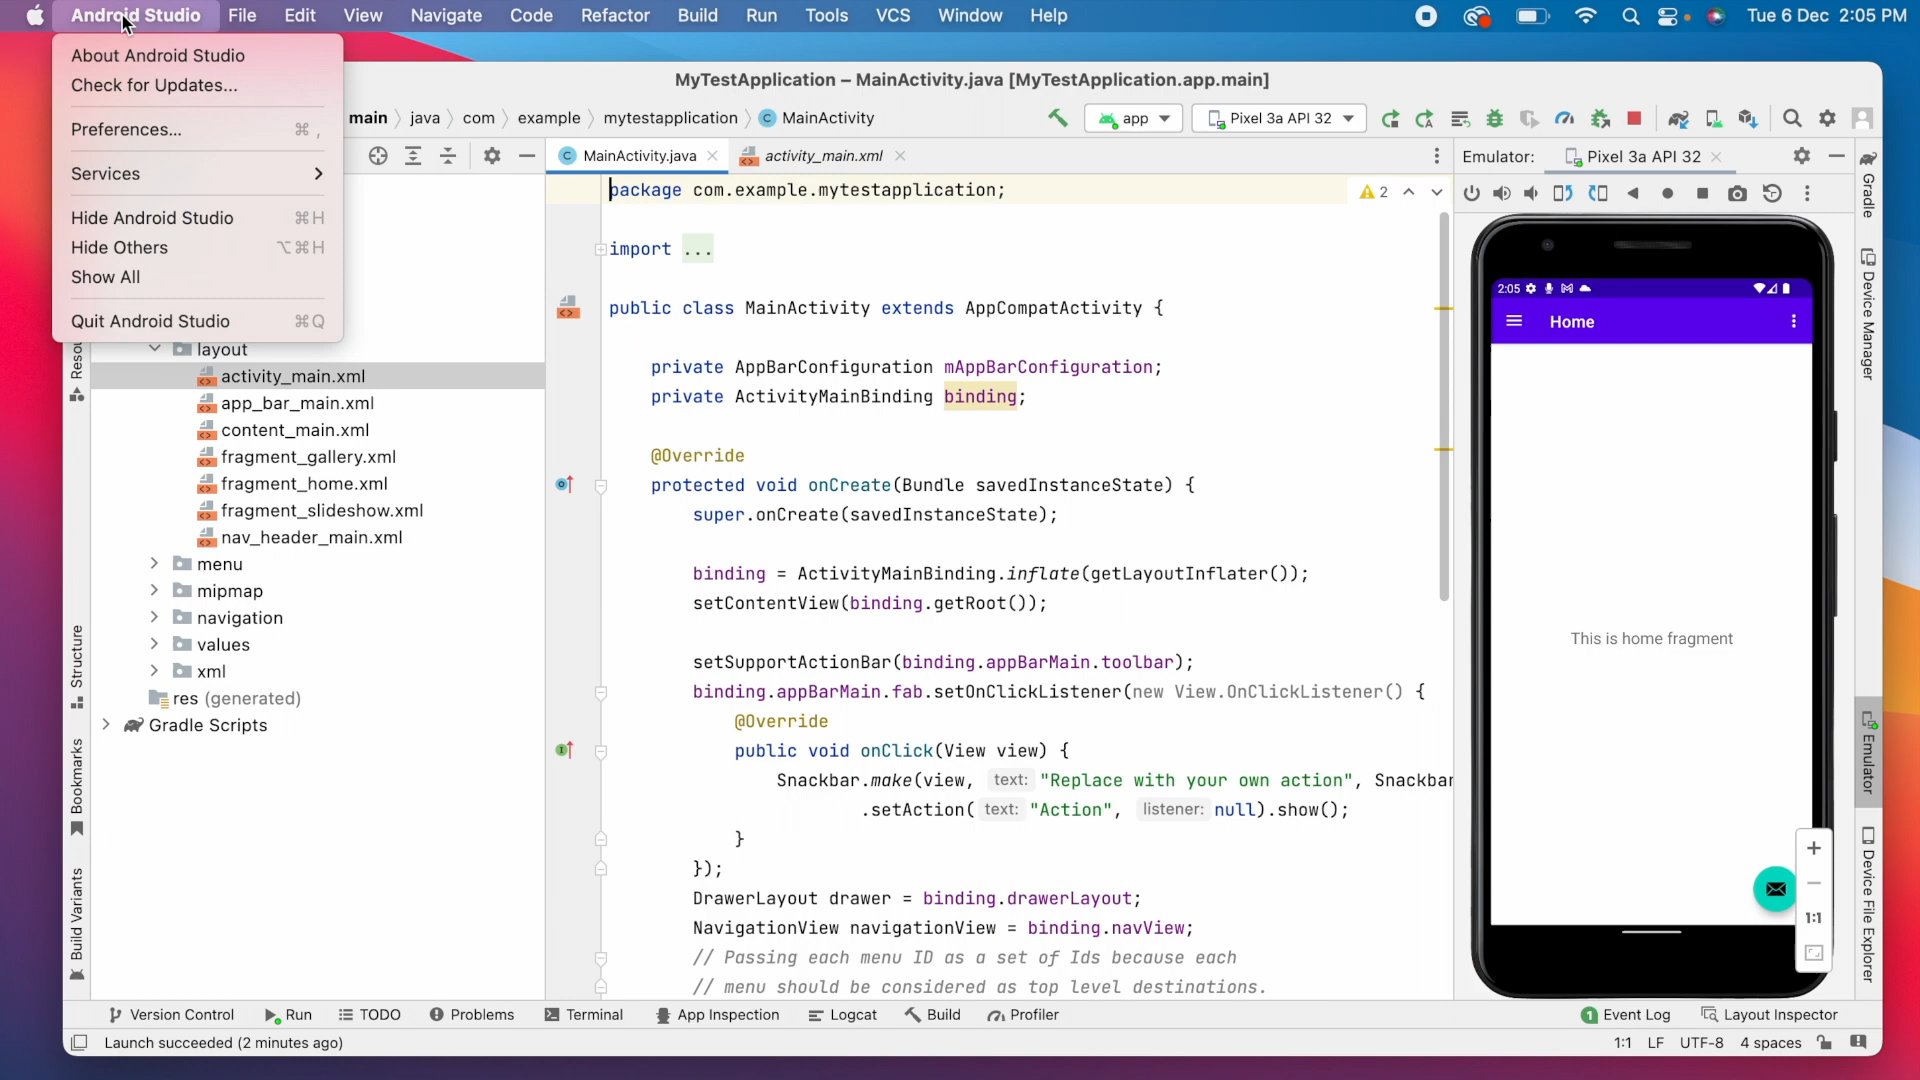 Android Studio File Edit View Navigate Code Refactor Build Run Tools VCS Window Help Tue 6 Dec 2:05 PM
About Android Studio
Check for Updates...
Preferences... ⌘ ,
Services
Hide Android Studio ⌘H
Hide Others ⌥⌘H
Show All
Quit Android Studio ⌘Q
MyTestApplication – MainActivity.java [MyTestApplication.app.main]
main java com example mytestapplication MainActivity
app Pixel 3a API 32
layout
activity_main.xml
app_bar_main.xml
content_main.xml
fragment_gallery.xml
fragment_home.xml
fragment_slideshow.xml
nav_header_main.xml
menu
mipmap
navigation
values
xml
res (generated)
Gradle Scripts
Structure
Bookmarks
Build Variants
MainActivity.java activity_main.xml
package com.example.mytestapplication;
2
import ...
public class MainActivity extends AppCompatActivity {
private AppBarConfiguration mAppBarConfiguration;
private ActivityMainBinding binding;
@Override
protected void onCreate(Bundle savedInstanceState) {
super.onCreate(savedInstanceState);
binding = ActivityMainBinding.inflate(getLayoutInflater());
setContentView(binding.getRoot());
setSupportActionBar(binding.appBarMain.toolbar);
binding.appBarMain.fab.setOnClickListener(new View.OnClickListener() {
@Override
public void onClick(View view) {
Snackbar.make(view, text: "Replace with your own action", Snackbar
.setAction( text: "Action", listener: null).show();
}
});
DrawerLayout drawer = binding.drawerLayout;
NavigationView navigationView = binding.navView;
// Passing each menu ID as a set of Ids because each
// menu should be considered as top level destinations.
Emulator: Pixel 3a API 32
2:05
Home
This is home fragment
1:1
Gradle
Device Manager
Emulator
Device File Explorer
Version Control Run TODO Problems Terminal App Inspection Logcat Build Profiler 1 Event Log Layout Inspector
Launch succeeded (2 minutes ago) 1:1 LF UTF-8 4 spaces